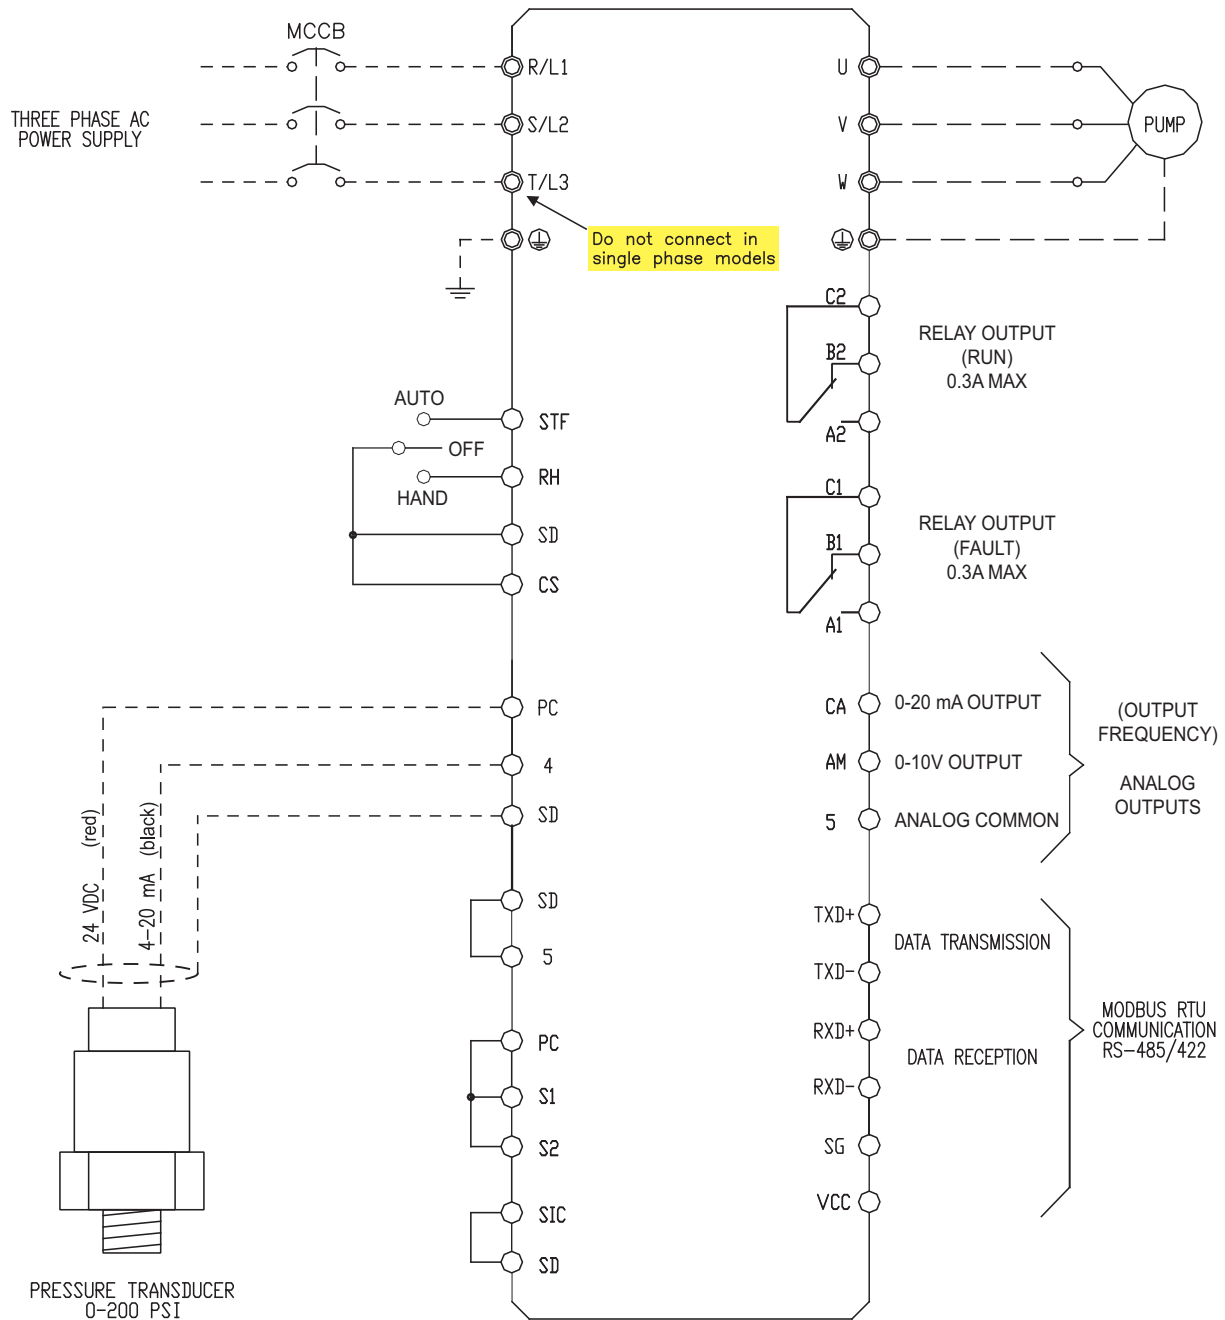 MCCB
THREE PHASE AC
POWER SUPPLY
R/L1
S/L2
T/L3
Do not connect in
single phase models
U
V
W
PUMP
AUTO
STF
OFF
RH
HAND
SD
CS
PC
4
SD
24 VDC (red)
4-20 mA (black)
SD
5
PC
S1
S2
SIC
SD
PRESSURE TRANSDUCER
0-200 PSI
C2
B2
A2
RELAY OUTPUT
(RUN)
0.3A MAX
C1
B1
A1
RELAY OUTPUT
(FAULT)
0.3A MAX
CA
0-20 mA OUTPUT
AM
0-10V OUTPUT
5
ANALOG COMMON
(OUTPUT
FREQUENCY)
ANALOG
OUTPUTS
TXD+
DATA TRANSMISSION
TXD-
RXD+
DATA RECEPTION
RXD-
SG
VCC
MODBUS RTU
COMMUNICATION
RS-485/422